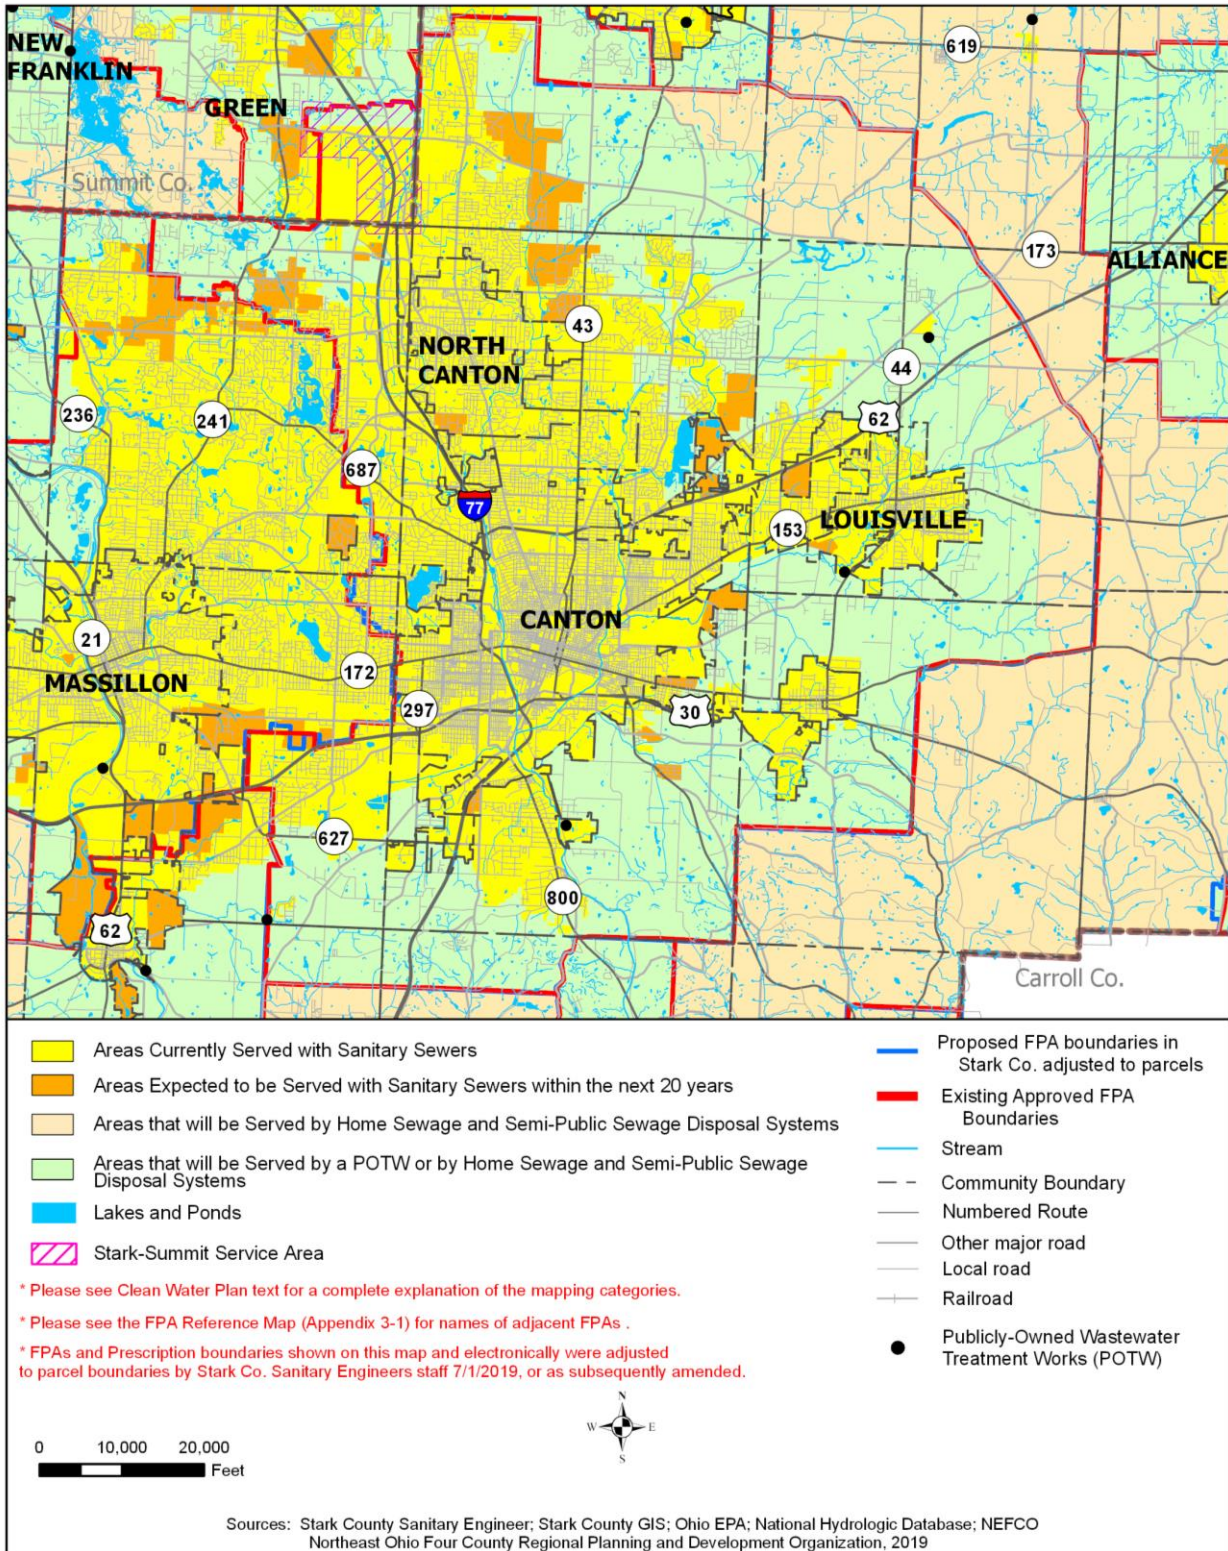 NEW
FRANKLIN
GREEN
Summit Co.
619
173
ALLIANCE
43
NORTH
CANTON
44
62
236
241
687
77
153
LOUISVILLE
CANTON
21
MASSILLON
172
297
30
627
800
62
Carroll Co.
Areas Currently Served with Sanitary Sewers
Areas Expected to be Served with Sanitary Sewers within the next 20 years
Areas that will be Served by Home Sewage and Semi-Public Sewage Disposal Systems
Areas that will be Served by a POTW or by Home Sewage and Semi-Public Sewage
Disposal Systems
Lakes and Ponds
Stark-Summit Service Area
* Please see Clean Water Plan text for a complete explanation of the mapping categories.
* Please see the FPA Reference Map (Appendix 3-1) for names of adjacent FPAs .
* FPAs and Prescription boundaries shown on this map and electronically were adjusted
to parcel boundaries by Stark Co. Sanitary Engineers staff 7/1/2019, or as subsequently amended.
Proposed FPA boundaries in
Stark Co. adjusted to parcels
Existing Approved FPA
Boundaries
Stream
Community Boundary
Numbered Route
Other major road
Local road
Railroad
Publicly-Owned Wastewater
Treatment Works (POTW)
N
W E
S
0 10,000 20,000
Feet
Sources: Stark County Sanitary Engineer; Stark County GIS; Ohio EPA; National Hydrologic Database; NEFCO
Northeast Ohio Four County Regional Planning and Development Organization, 2019